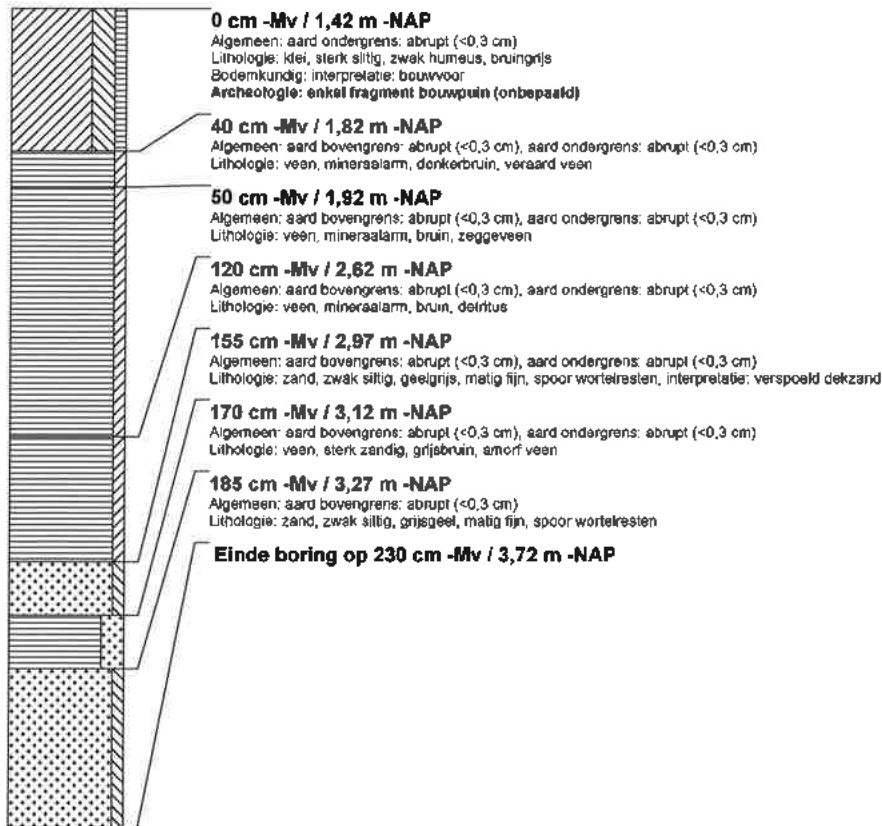 0 cm -Mv / 1,42 m -NAP
Algemeen: aard ondergrens: abrupt (<0,3 cm)
Lithologie: klei, sterk siltig, zwak humeus, bruingrijs
Bodemkundig: interpretatie: bouwvoor
Archeologie: enkel fragment bouwpuin (onbepaald)
40 cm -Mv / 1,82 m -NAP
Algemeen: aard bovengrens: abrupt (<0,3 cm), aard ondergrens: abrupt (<0,3 cm)
Lithologie: veen, mineraalarm, donkerbruin, veraard veen
50 cm -Mv / 1,92 m -NAP
Algemeen: aard bovengrens: abrupt (<0,3 cm), aard ondergrens: abrupt (<0,3 cm)
Lithologie: veen, mineraalarm, bruin, zeggeveen
120 cm -Mv / 2,62 m -NAP
Algemeen: aard bovengrens: abrupt (<0,3 cm), aard ondergrens: abrupt (<0,3 cm)
Lithologie: veen, mineraalarm, bruin, detritus
155 cm -Mv / 2,97 m -NAP
Algemeen: aard bovengrens: abrupt (<0,3 cm), aard ondergrens: abrupt (<0,3 cm)
Lithologie: zand, zwak siltig, geelgrijs, matig fijn, spoor wortelresten, interpretatie: verspoeld dekzand
170 cm -Mv / 3,12 m -NAP
Algemeen: aard bovengrens: abrupt (<0,3 cm), aard ondergrens: abrupt (<0,3 cm)
Lithologie: veen, sterk zandig, grijsbruin, amorf veen
185 cm -Mv / 3,27 m -NAP
Algemeen: aard bovengrens: abrupt (<0,3 cm)
Lithologie: zand, zwak siltig, grijsgeel, matig fijn, spoor wortelresten
Einde boring op 230 cm -Mv / 3,72 m -NAP